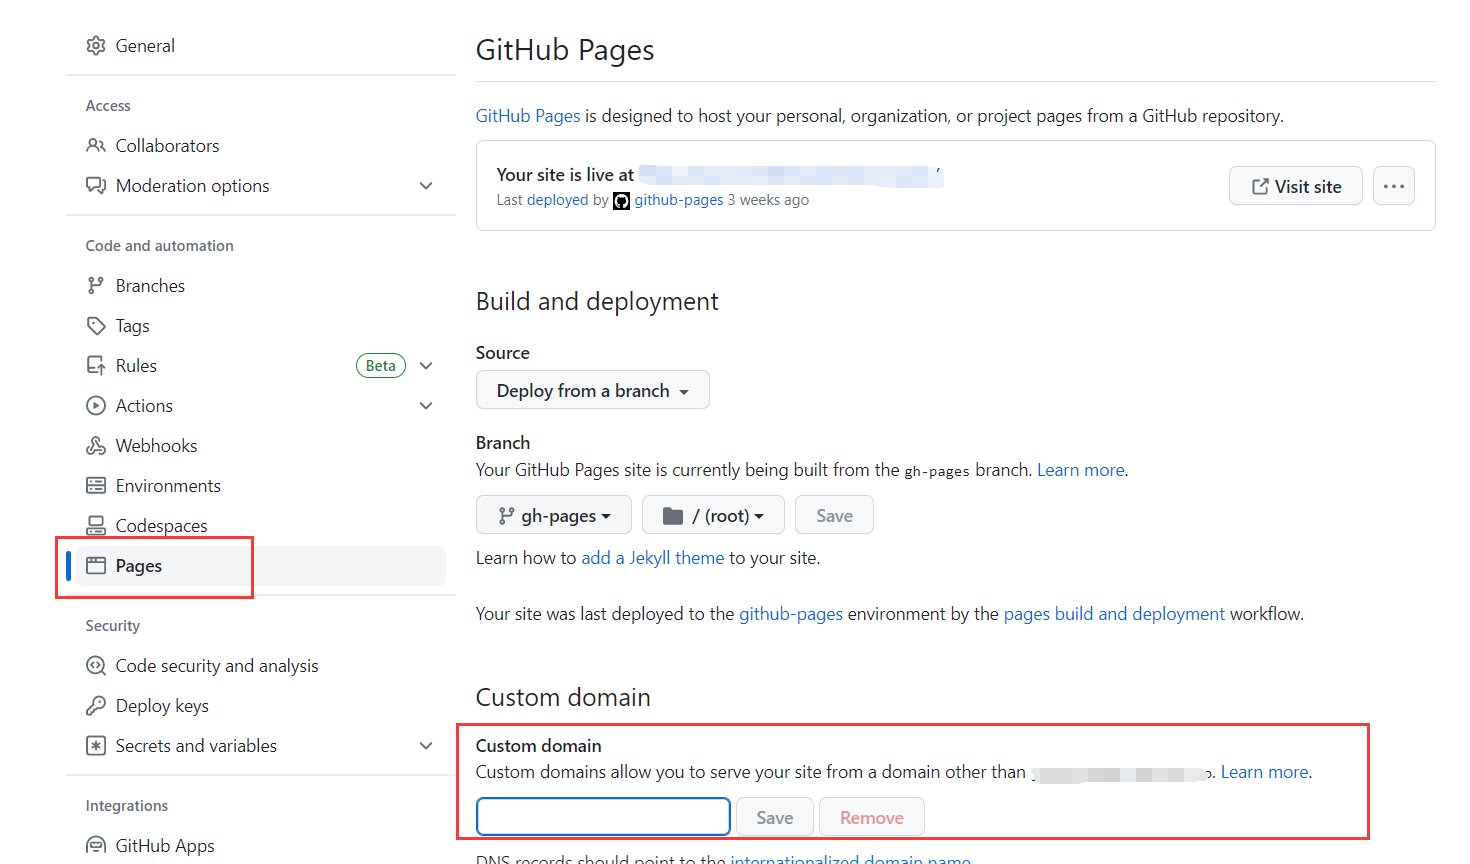 General
Access
Collaborators
Moderation options
Code and automation
Branches
Tags
Rules Beta
Actions
Webhooks
Environments
Codespaces
Pages
Security
Code security and analysis
Deploy keys
Secrets and variables
Integrations
GitHub Apps
GitHub Pages
GitHub Pages is designed to host your personal, organization, or project pages from a GitHub repository.
Your site is live at
Last deployed by github-pages 3 weeks ago
Visit site
Build and deployment
Source
Deploy from a branch
Branch
Your GitHub Pages site is currently being built from the gh-pages branch. Learn more.
gh-pages / (root) Save
Learn how to add a Jekyll theme to your site.
Your site was last deployed to the github-pages environment by the pages build and deployment workflow.
Custom domain
Custom domain
Custom domains allow you to serve your site from a domain other than . Learn more.
Save Remove
DNS records should point to the internationalized domain name